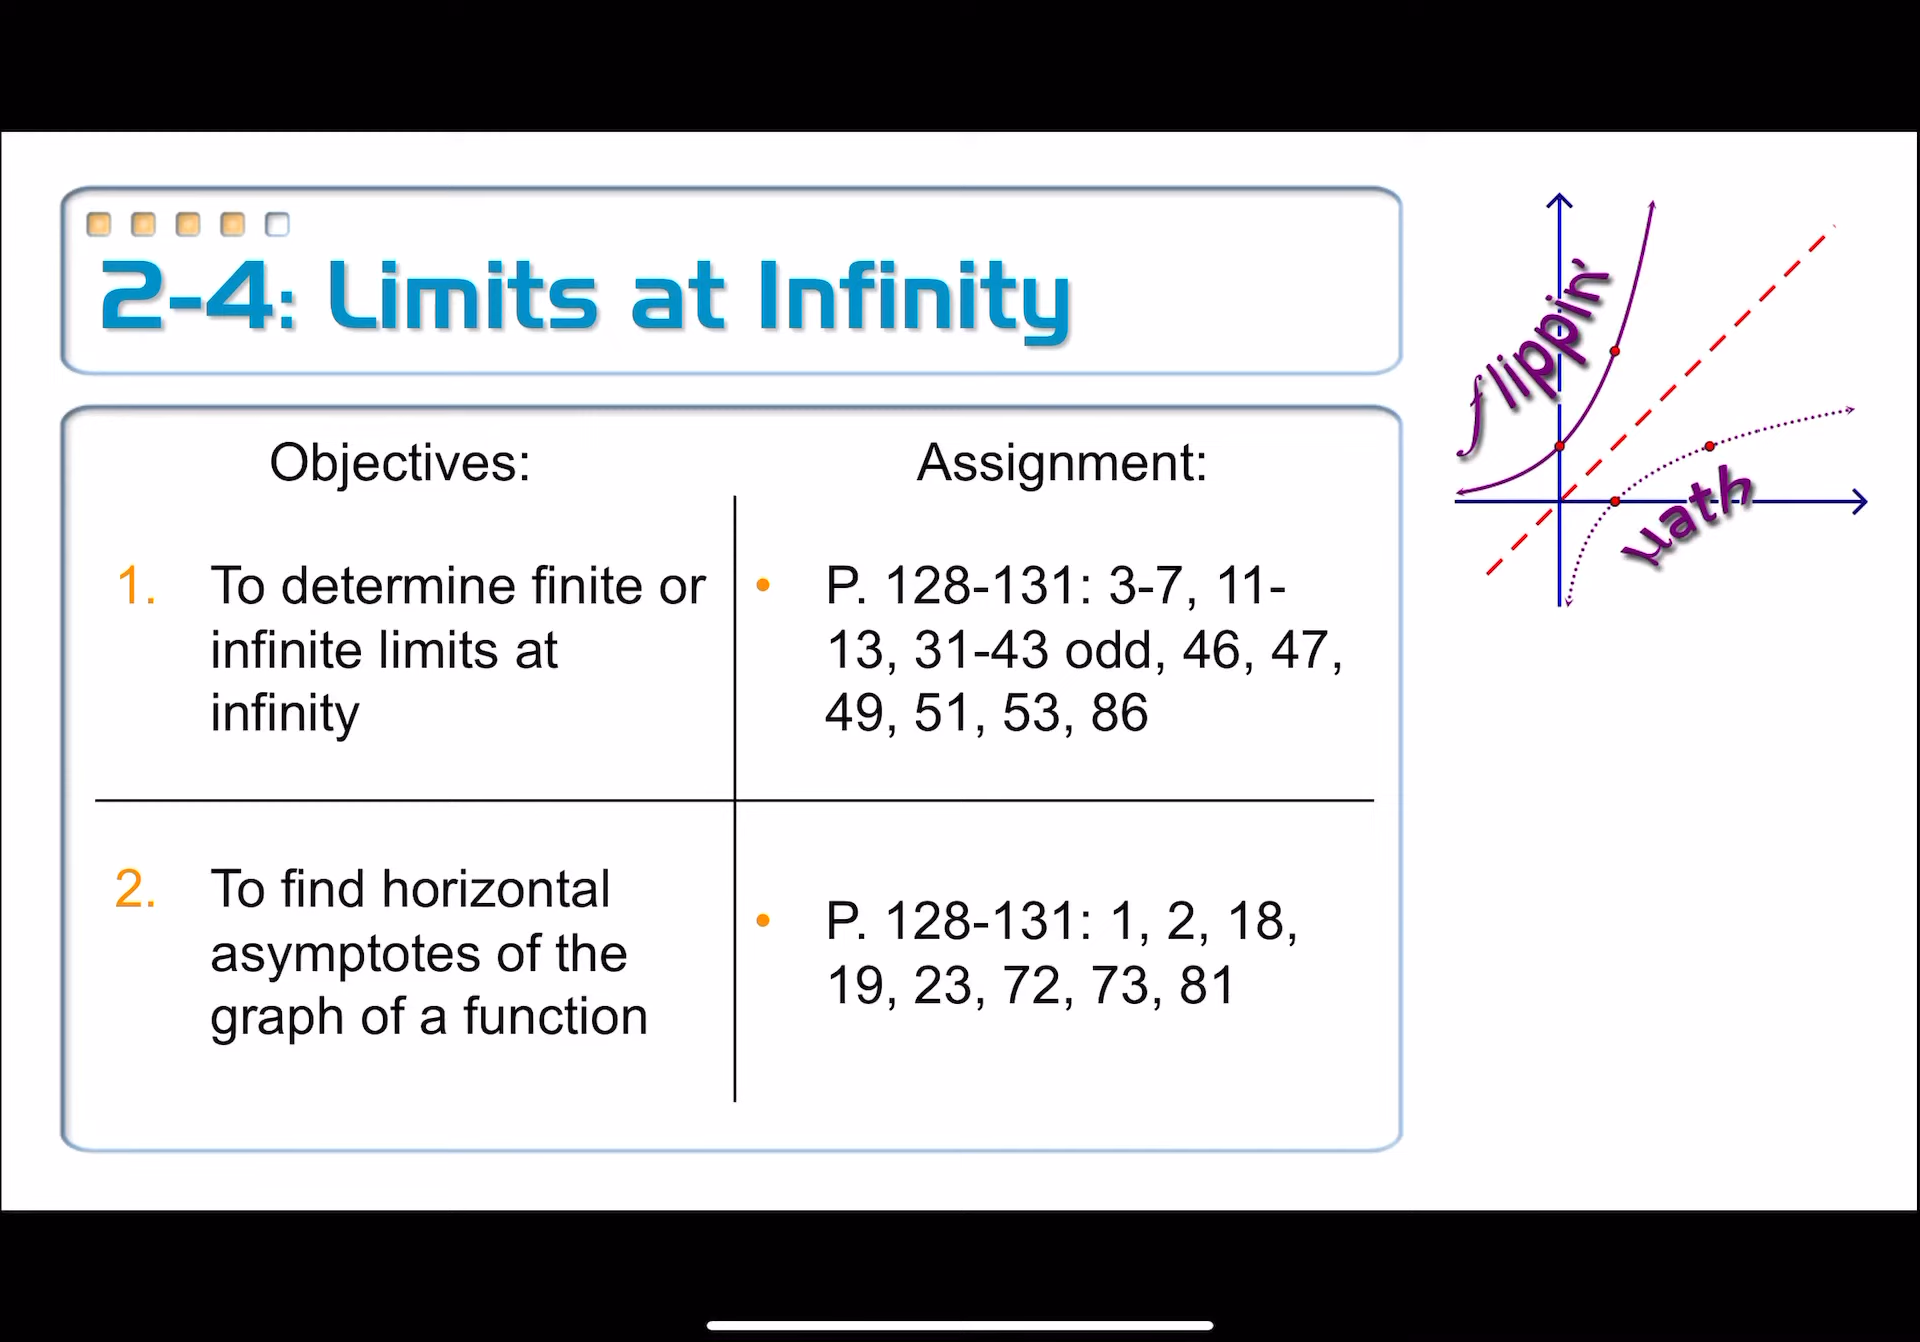 2-4: Limits at Infinity
flippin'
µath
Objectives:
1. To determine finite or
infinite limits at
infinity
2. To find horizontal
asymptotes of the
graph of a function
Assignment:
• P. 128-131: 3-7, 11-
13, 31-43 odd, 46, 47,
49, 51, 53, 86
• P. 128-131: 1, 2, 18,
19, 23, 72, 73, 81